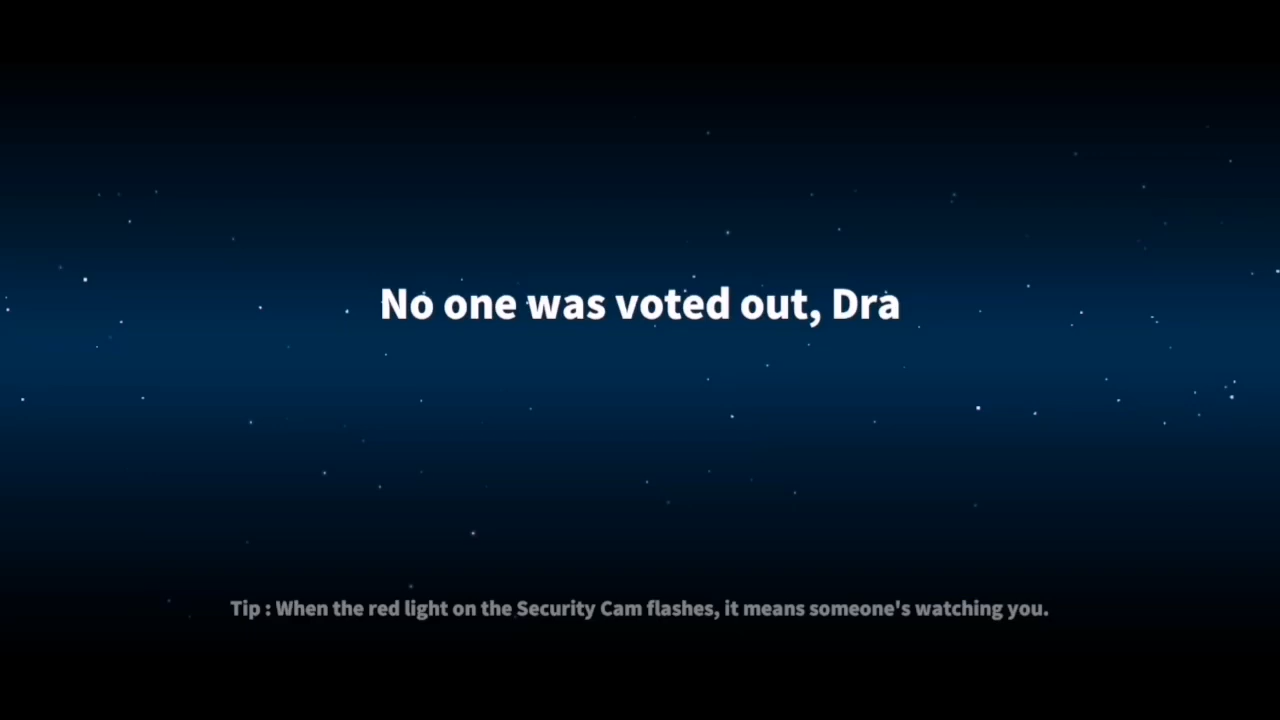 No one was voted out, Dra
Tip : When the red light on the Security Cam flashes, it means someone's watching you.